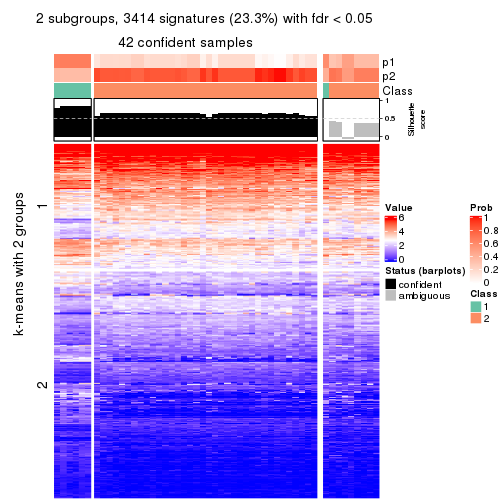 2 subgroups, 3414 signatures (23.3%) with fdr < 0.05
42 confident samples
p1
p2
Class
1
0.5
0
Silhouette
score
k-means with 2 groups
1
2
Value
6
4
2
0
Status (barplots)
confident
ambiguous
Prob
1
0.8
0.6
0.4
0.2
0
Class
1
2